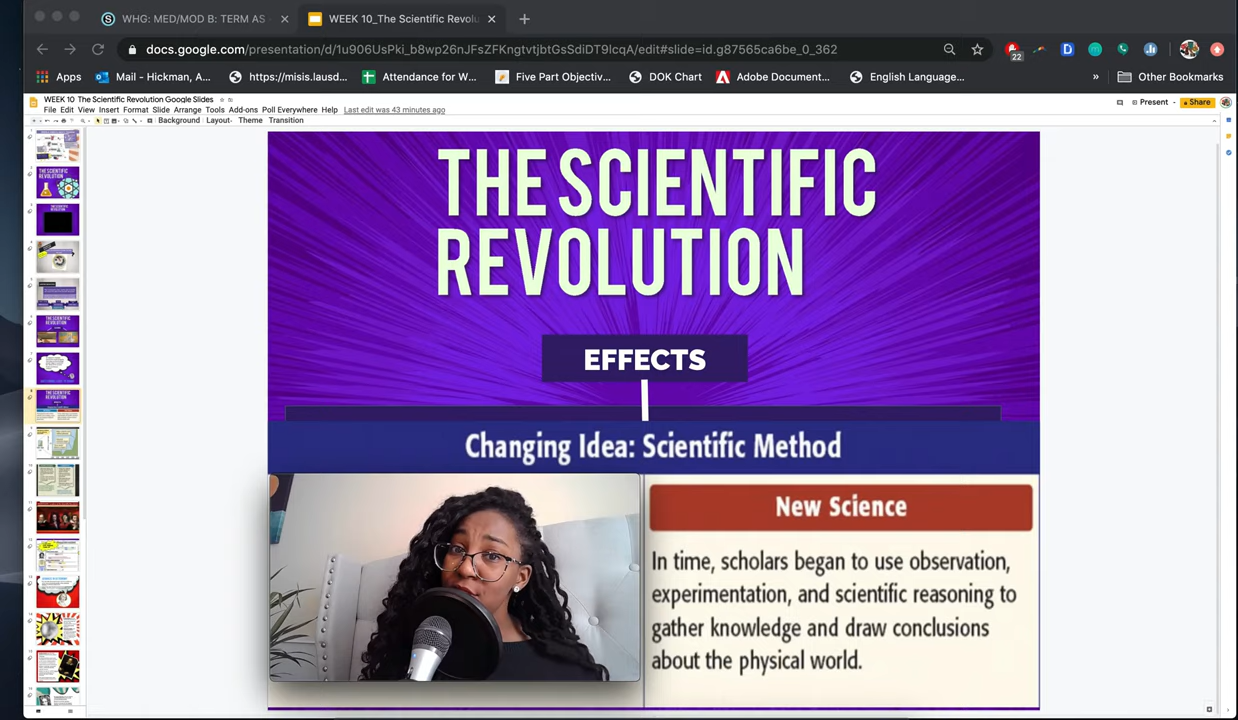 WHG: MED/MOD B: TERM AS
WEEK 10_The Scientific Revolu
docs.google.com/presentation/d/1u906UsPki_b8wp26nJFsZFKngtvtjbtGsSdiDT9lcqA/edit#slide=id.g87565ca6be_0_362
22
Apps Mail - Hickman, A... https://misis.lausd... Attendance for W... Five Part Objectiv... DOK Chart Adobe Document... English Language... » Other Bookmarks
WEEK 10_The Scientific Revolution Google Slides
File Edit View Insert Format Slide Arrange Tools Add-ons Poll Everywhere Help Last edit was 43 minutes ago
Present Share
Background Layout Theme Transition
THE SCIENTIFIC
REVOLUTION
EFFECTS
Changing Idea: Scientific Method
New Science
In time, scholars began to use observation,
experimentation, and scientific reasoning to
gather knowledge and draw conclusions
about the physical world.